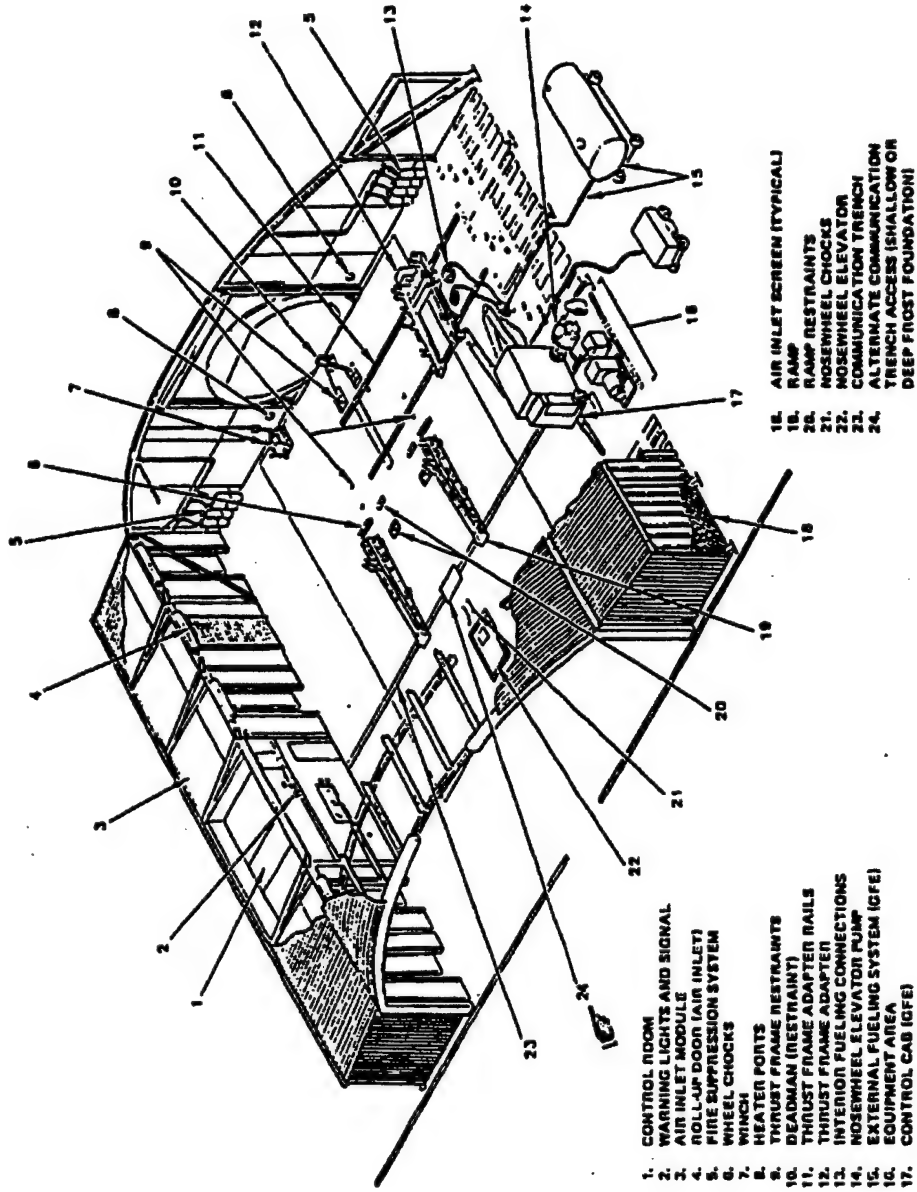 1
2
3
4
5
6
7
8
9
10
11
12
8
5
13
14
15
16
17
18
19
20
21
22
24
23
1. CONTROL ROOM
2. WARNING LIGHTS AND SIGNAL
3. AIR INLET MODULE
4. ROLL-UP DOOR (AIR INLET)
5. FIRE SUPPRESSION SYSTEM
6. WHEEL CHOCKS
7. WINCH
8. HEATER PORTS
9. THRUST FRAME RESTRAINTS
10. DEADMAN (RESTRAINT)
11. THRUST FRAME ADAPTER RAILS
12. THRUST FRAME ADAPTER
13. INTERIOR FUELING CONNECTIONS
14. NOSEWHEEL ELEVATOR PUMP
15. EXTERNAL FUELING SYSTEM (GFE)
16. EQUIPMENT AREA
17. CONTROL CAB (GFE)
18. AIR INLET SCREEN (TYPICAL)
19. RAMP
20. RAMP RESTRAINTS
21. NOSEWHEEL CHOCKS
22. NOSEWHEEL ELEVATOR
23. COMMUNICATION TRENCH
24. ALTERNATE COMMUNICATION
TRENCH ACCESS (SHALLOW OR
DEEP FROST FOUNDATION)